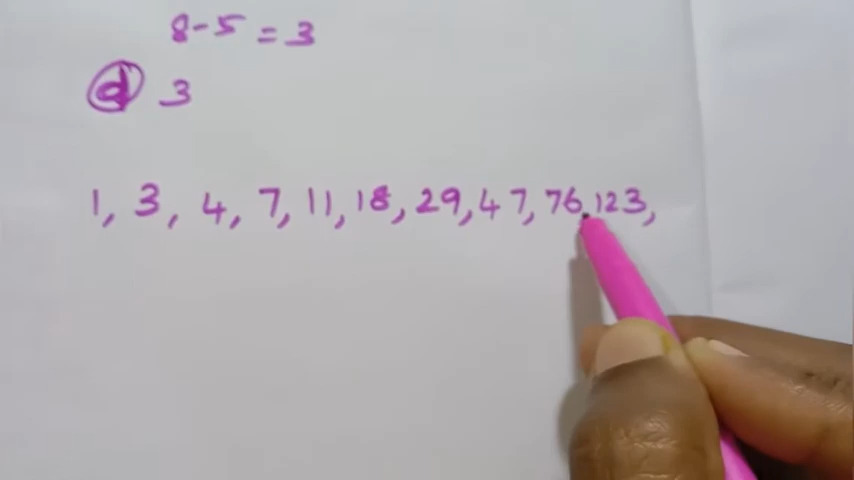 8-5 = 3
d 3
1, 3, 4, 7, 11, 18, 29, 47, 76, 123,